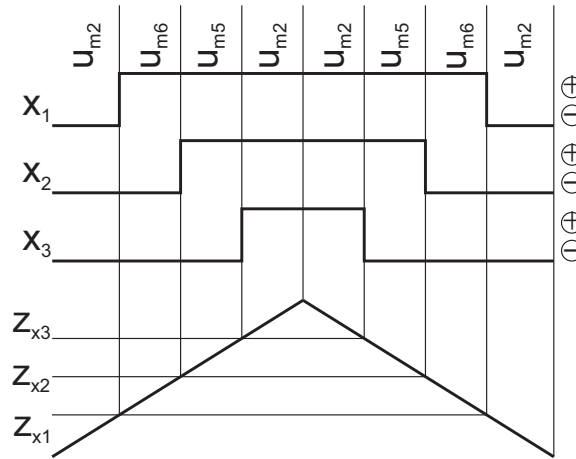 um2 um6 um5 um2 um2 um5 um6 um2
x1 + −
x2 + −
x3 + −
zx3
zx2
zx1